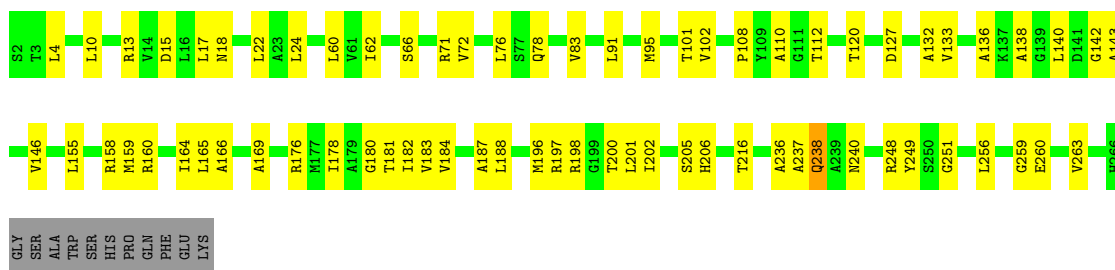 S2 T3 L4 L10 R13 V14 D15 L16 L17 N18 L22 A23 L24 L60 V61 I62 S66 R71 V72 L76 S77 Q78 V83 L91 M95 T101 V102 P108 Y109 A110 G111 T112 T120 D127 A132 V133 A136 K137 A138 G139 L140 D141 G142 A143
V146 L155 R158 M159 R160 I164 L165 A166 A169 R176 M177 I178 A179 G180 T181 I182 V183 V184 A187 L188 M196 R197 R198 G199 T200 L201 I202 S205 H206 T216 A236 A237 Q238 A239 N240 R248 Y249 S250 G251 L256 G259 E260 V263 H266
GLY SER ALA TRP SER HIS PRO GLN PHE GLU LYS